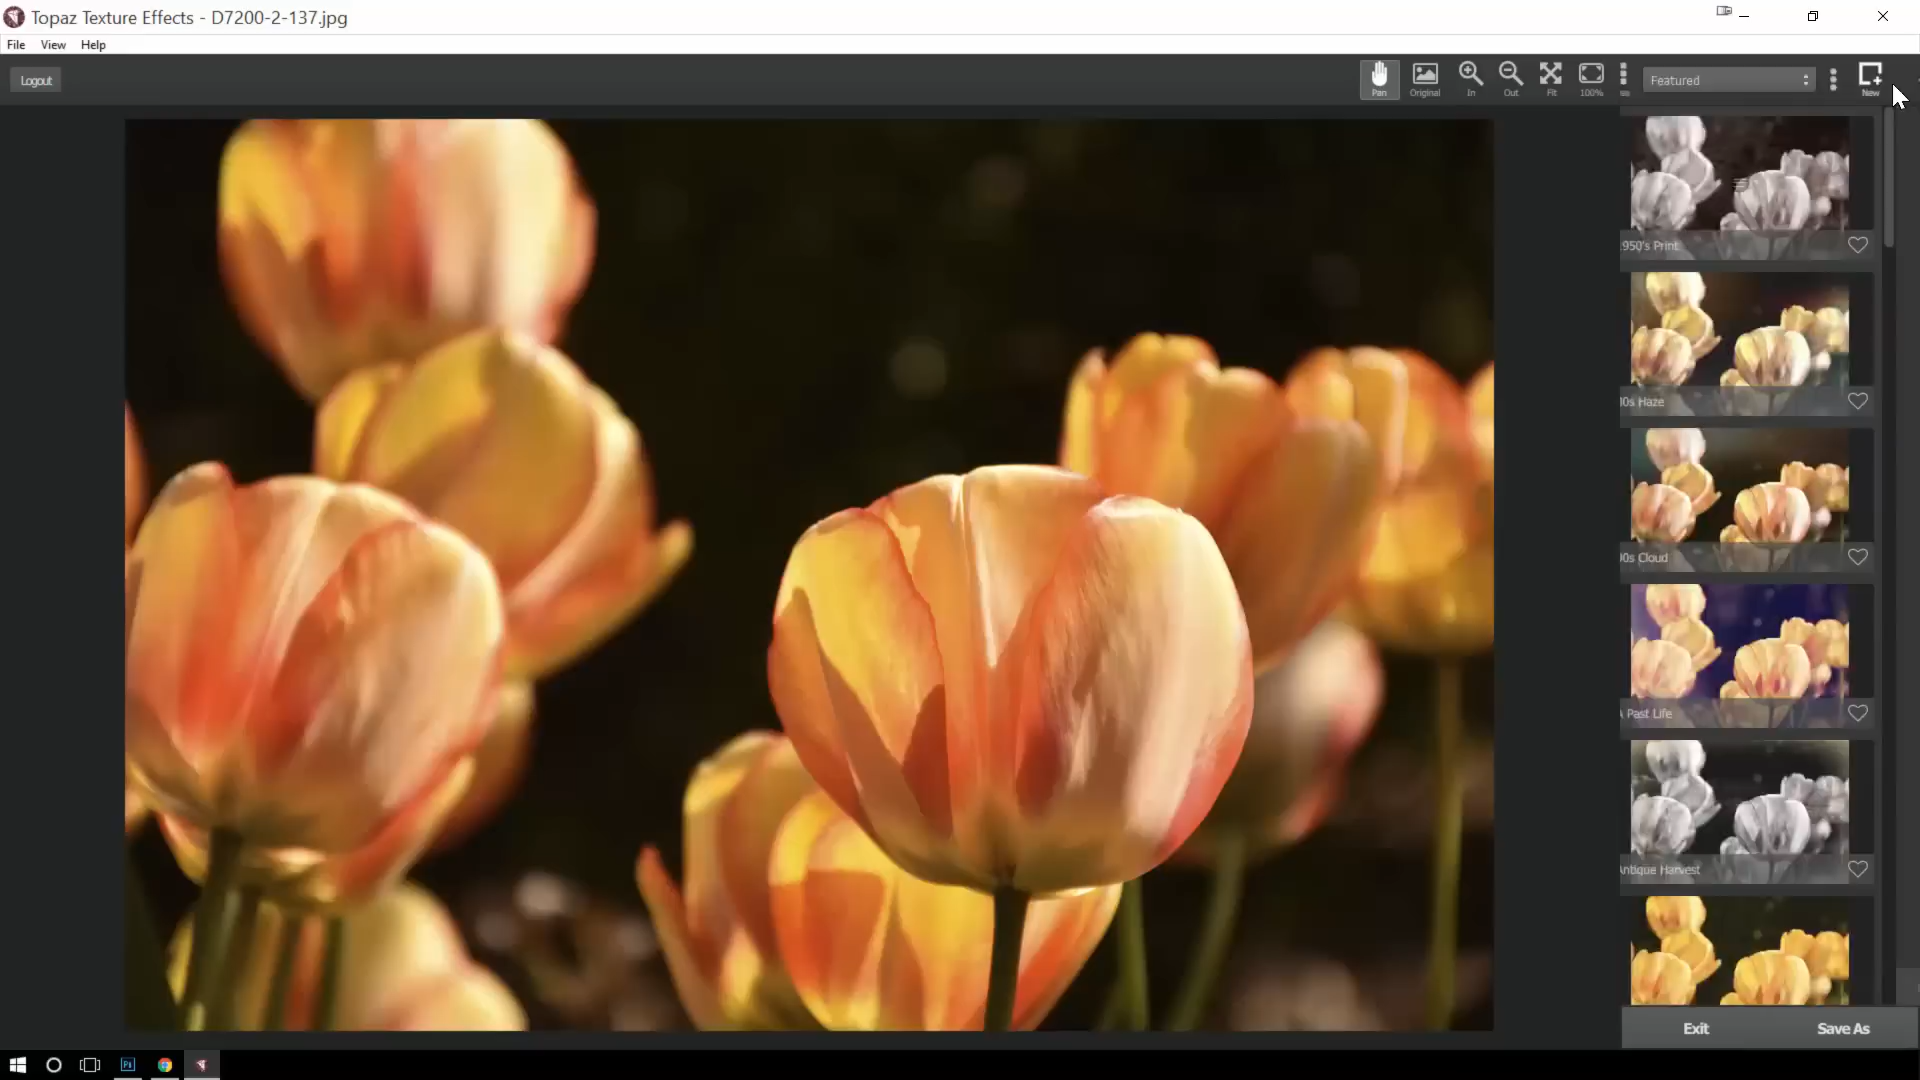 Topaz Texture Effects - D7200-2-137.jpg
File View Help
Logout
Pan Original In Out Fit 100%
Featured
New
950's Print
0s Haze
0s Cloud
A Past Life
Antique Harvest
Exit Save As